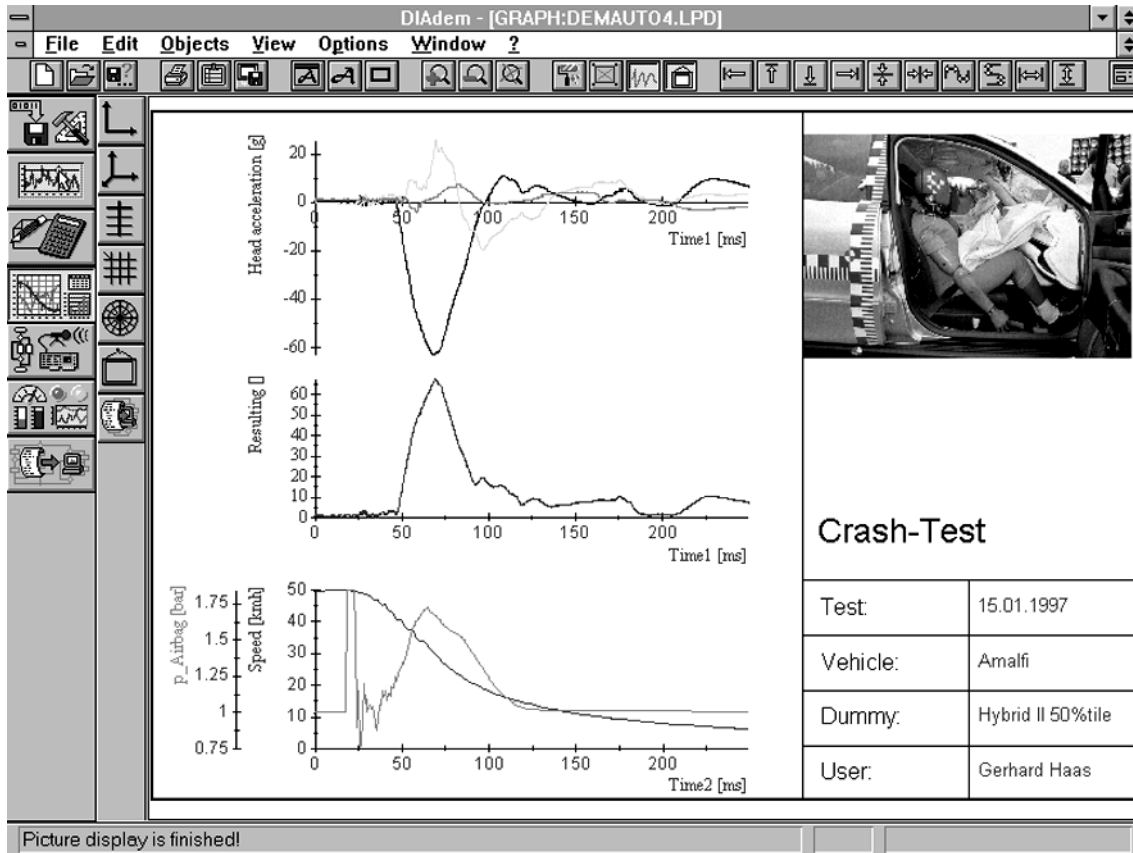 DIAdem - [GRAPH:DEMAUTO4.LPD]
File Edit Objects View Options Window ?
Head acceleration [g]
20
0
-20
-40
-60
0 50 100 150 200
Time1 [ms]
Resulting []
60
50
40
30
20
10
0
0 50 100 150 200
Time1 [ms]
p_Airbag [bar]
1.75
1.5
1.25
1
0.75
Speed [kmh]
50
40
30
20
10
0
0 50 100 150 200
Time2 [ms]
Crash-Test
Test: 15.01.1997
Vehicle: Amalfi
Dummy: Hybrid II 50%tile
User: Gerhard Haas
Picture display is finished!